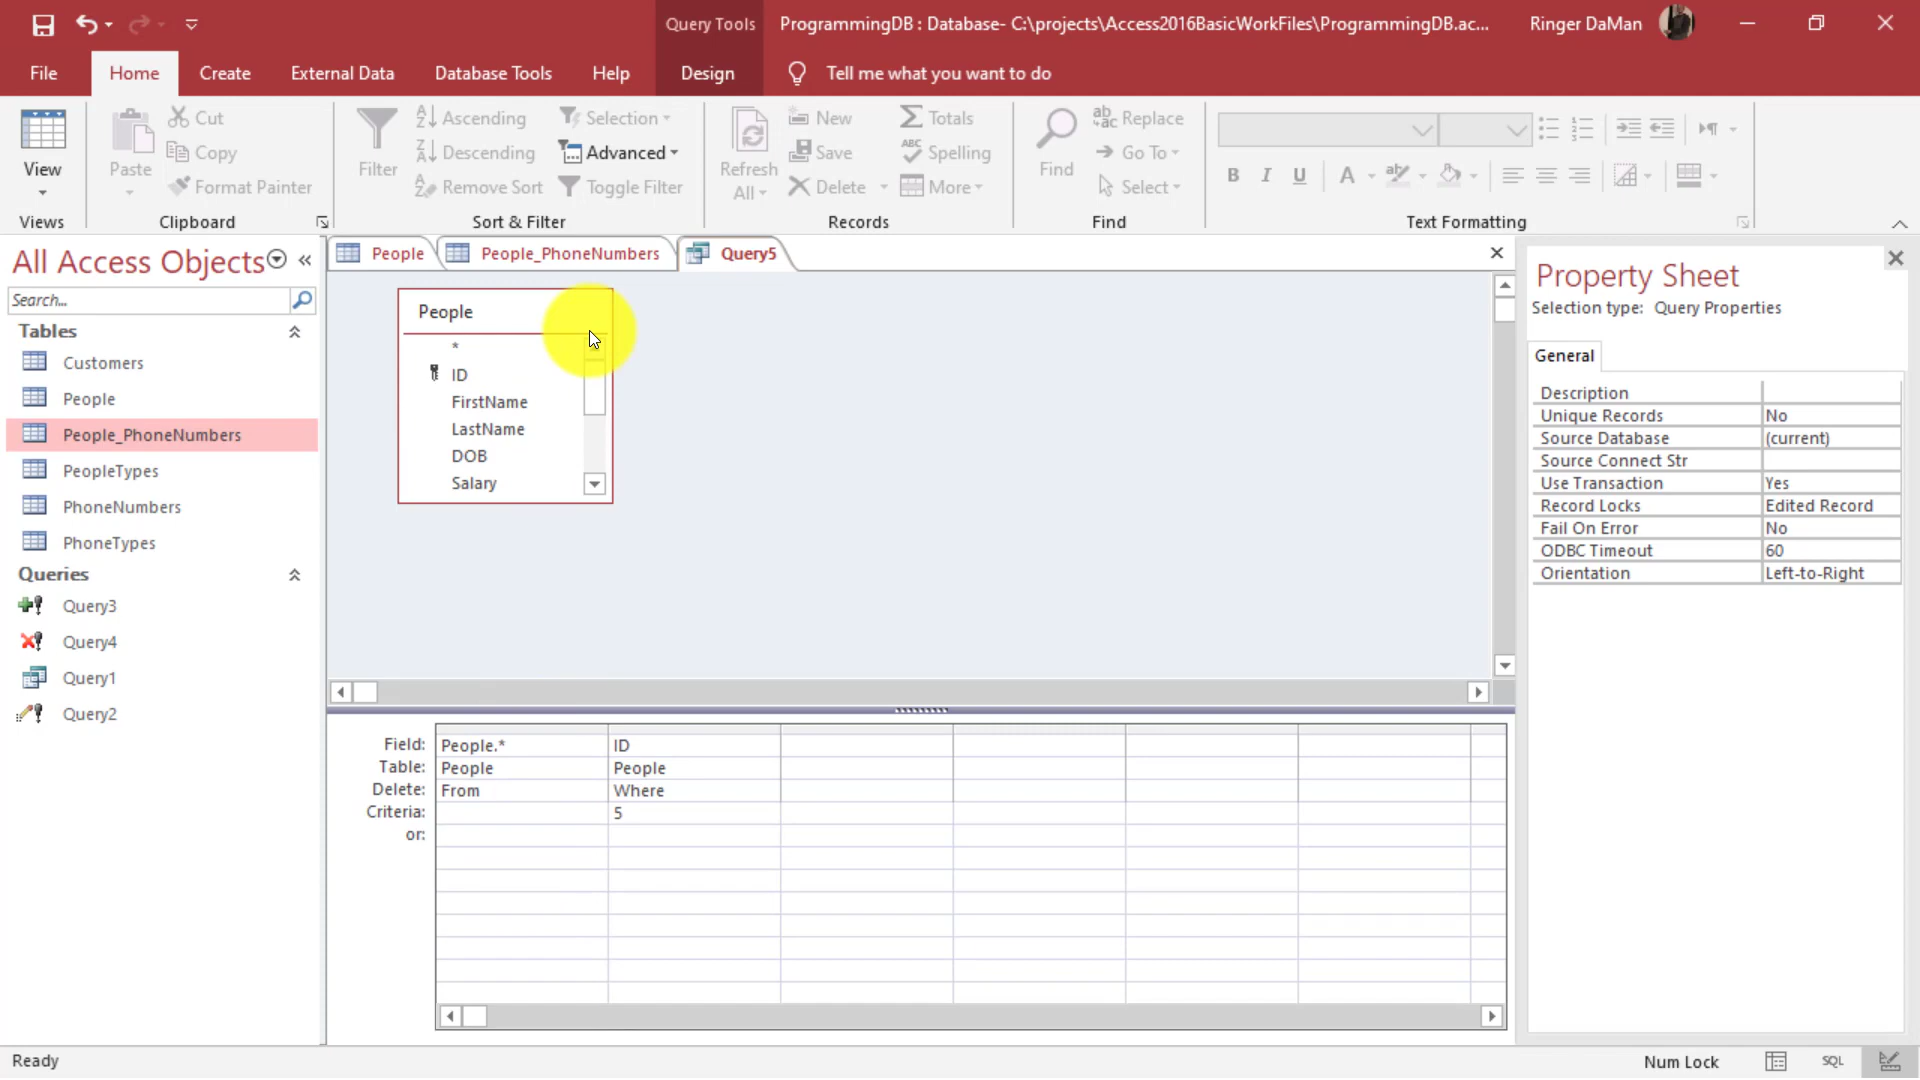 Query Tools
ProgrammingDB : Database- C:\projects\Access2016BasicWorkFiles\ProgrammingDB.ac...
Ringer DaMan
File
Home
Create
External Data
Database Tools
Help
Design
Tell me what you want to do
View
Views
Paste
Cut
Copy
Format Painter
Clipboard
Filter
Ascending
Descending
Remove Sort
Selection
Advanced
Toggle Filter
Sort & Filter
Refresh
All
New
Save
Delete
Totals
Spelling
More
Records
Find
Replace
Go To
Select
Find
B I U A
Text Formatting
All Access Objects
Search...
Tables
Customers
People
People_PhoneNumbers
PeopleTypes
PhoneNumbers
PhoneTypes
Queries
Query3
Query4
Query1
Query2
People
People_PhoneNumbers
Query5
People
*
ID
FirstName
LastName
DOB
Salary
Field: People.* ID
Table: People People
Delete: From Where
Criteria: 5
or:
Property Sheet
Selection type: Query Properties
General
Description
Unique Records No
Source Database (current)
Source Connect Str
Use Transaction Yes
Record Locks Edited Record
Fail On Error No
ODBC Timeout 60
Orientation Left-to-Right
Ready
Num Lock
SQL